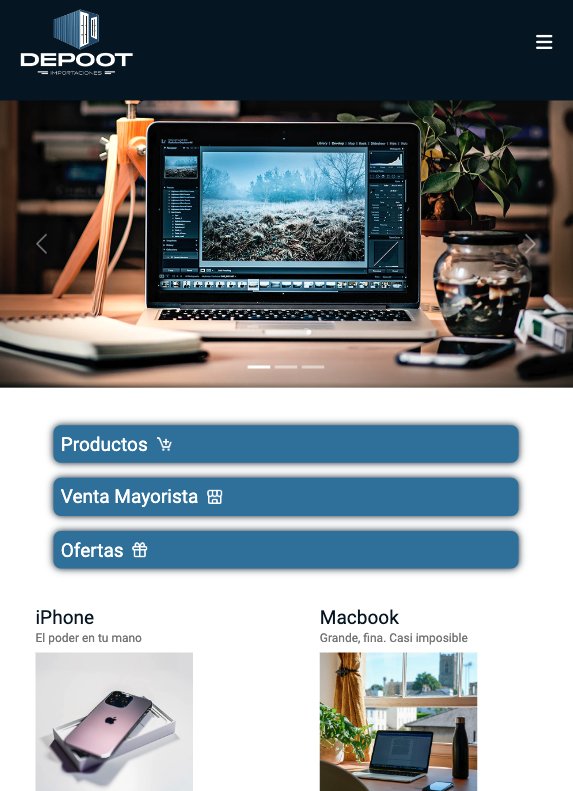 DEPOOT
IMPORTACIONES
Productos
Venta Mayorista
Ofertas
iPhone
El poder en tu mano
Macbook
Grande, fina. Casi imposible